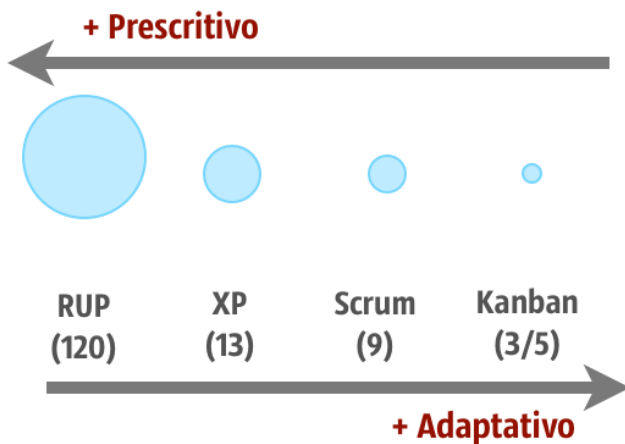 + Prescritivo
RUP
(120)
XP
(13)
Scrum
(9)
Kanban
(3/5)
+ Adaptativo